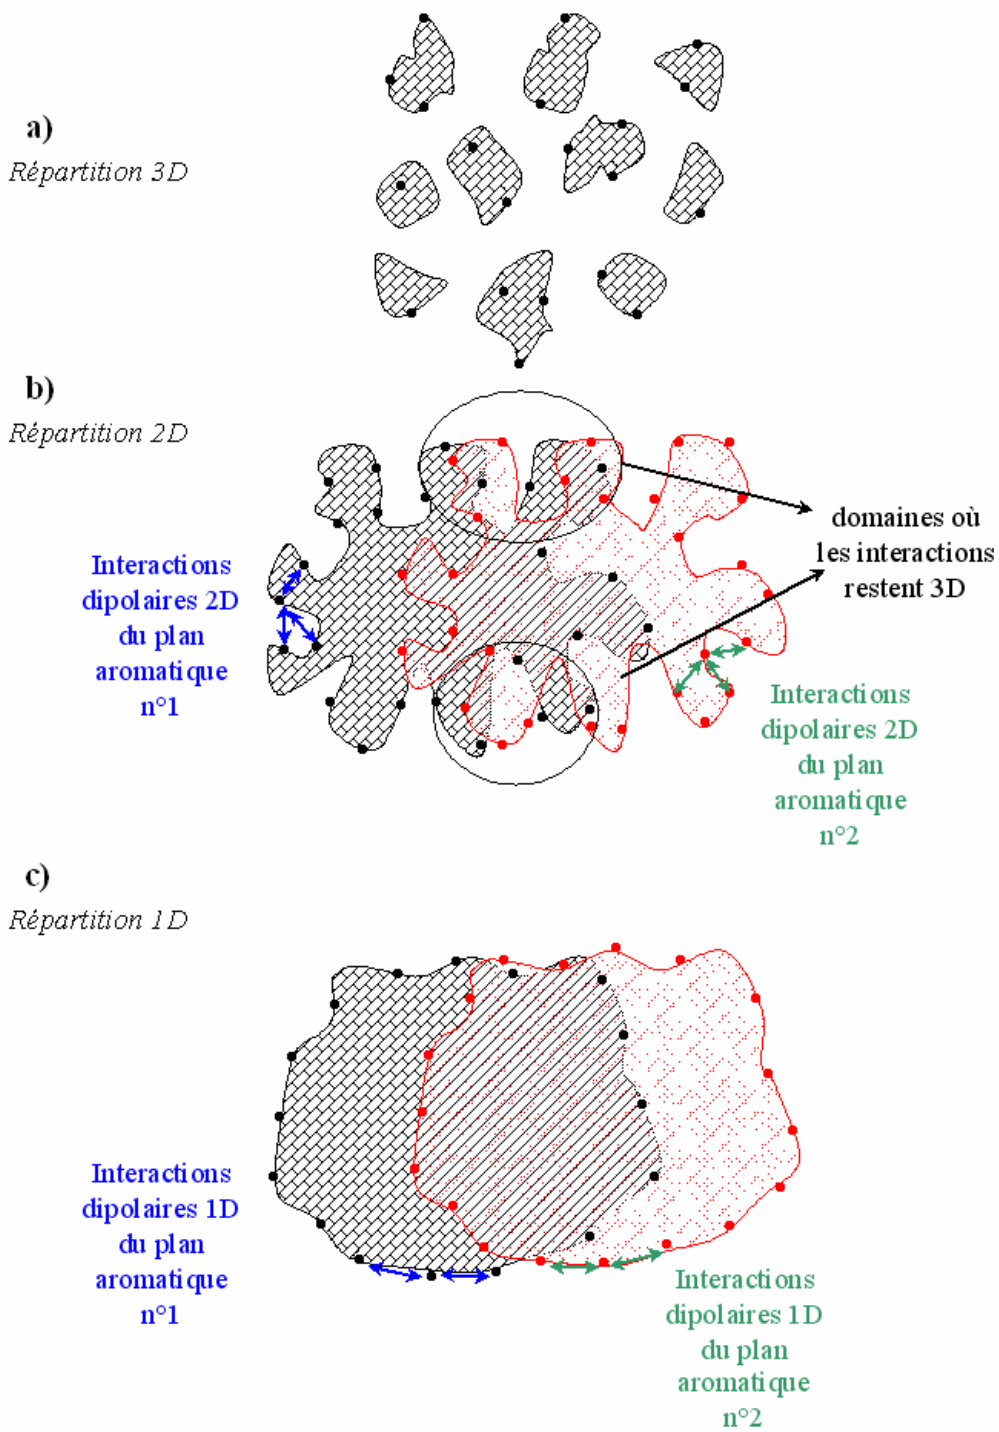 a)
Répartition 3D
b)
Répartition 2D
domaines où
les interactions
restent 3D
Interactions
dipolaires 2D
du plan
aromatique
n°1
Interactions
dipolaires 2D
du plan
aromatique
n°2
c)
Répartition 1D
Interactions
dipolaires 1D
du plan
aromatique
n°1
Interactions
dipolaires 1D
du plan
aromatique
n°2